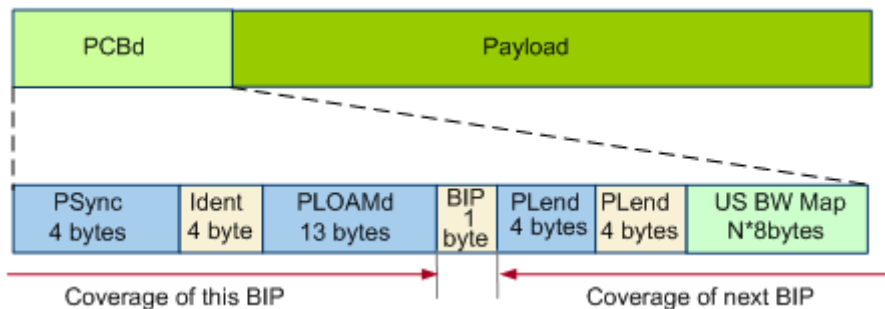 PCBd
Payload
PSync
4 bytes
Ident
4 byte
PLOAMd
13 bytes
BIP
1
byte
PLend
4 bytes
PLend
4 bytes
US BW Map
N*8bytes
Coverage of this BIP
Coverage of next BIP